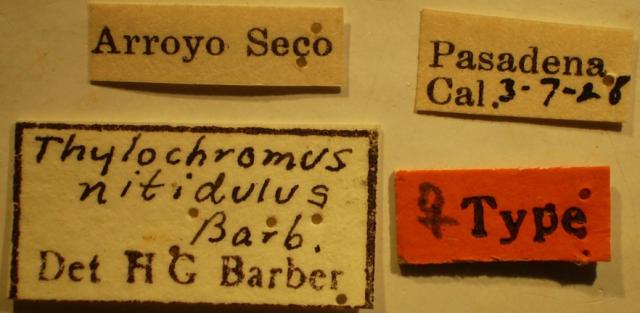 Arroyo Seco
Pasadena
Cal. 3-7-28
Thylochromus
nitidulus
Barb.
Det H G Barber
♀ Type